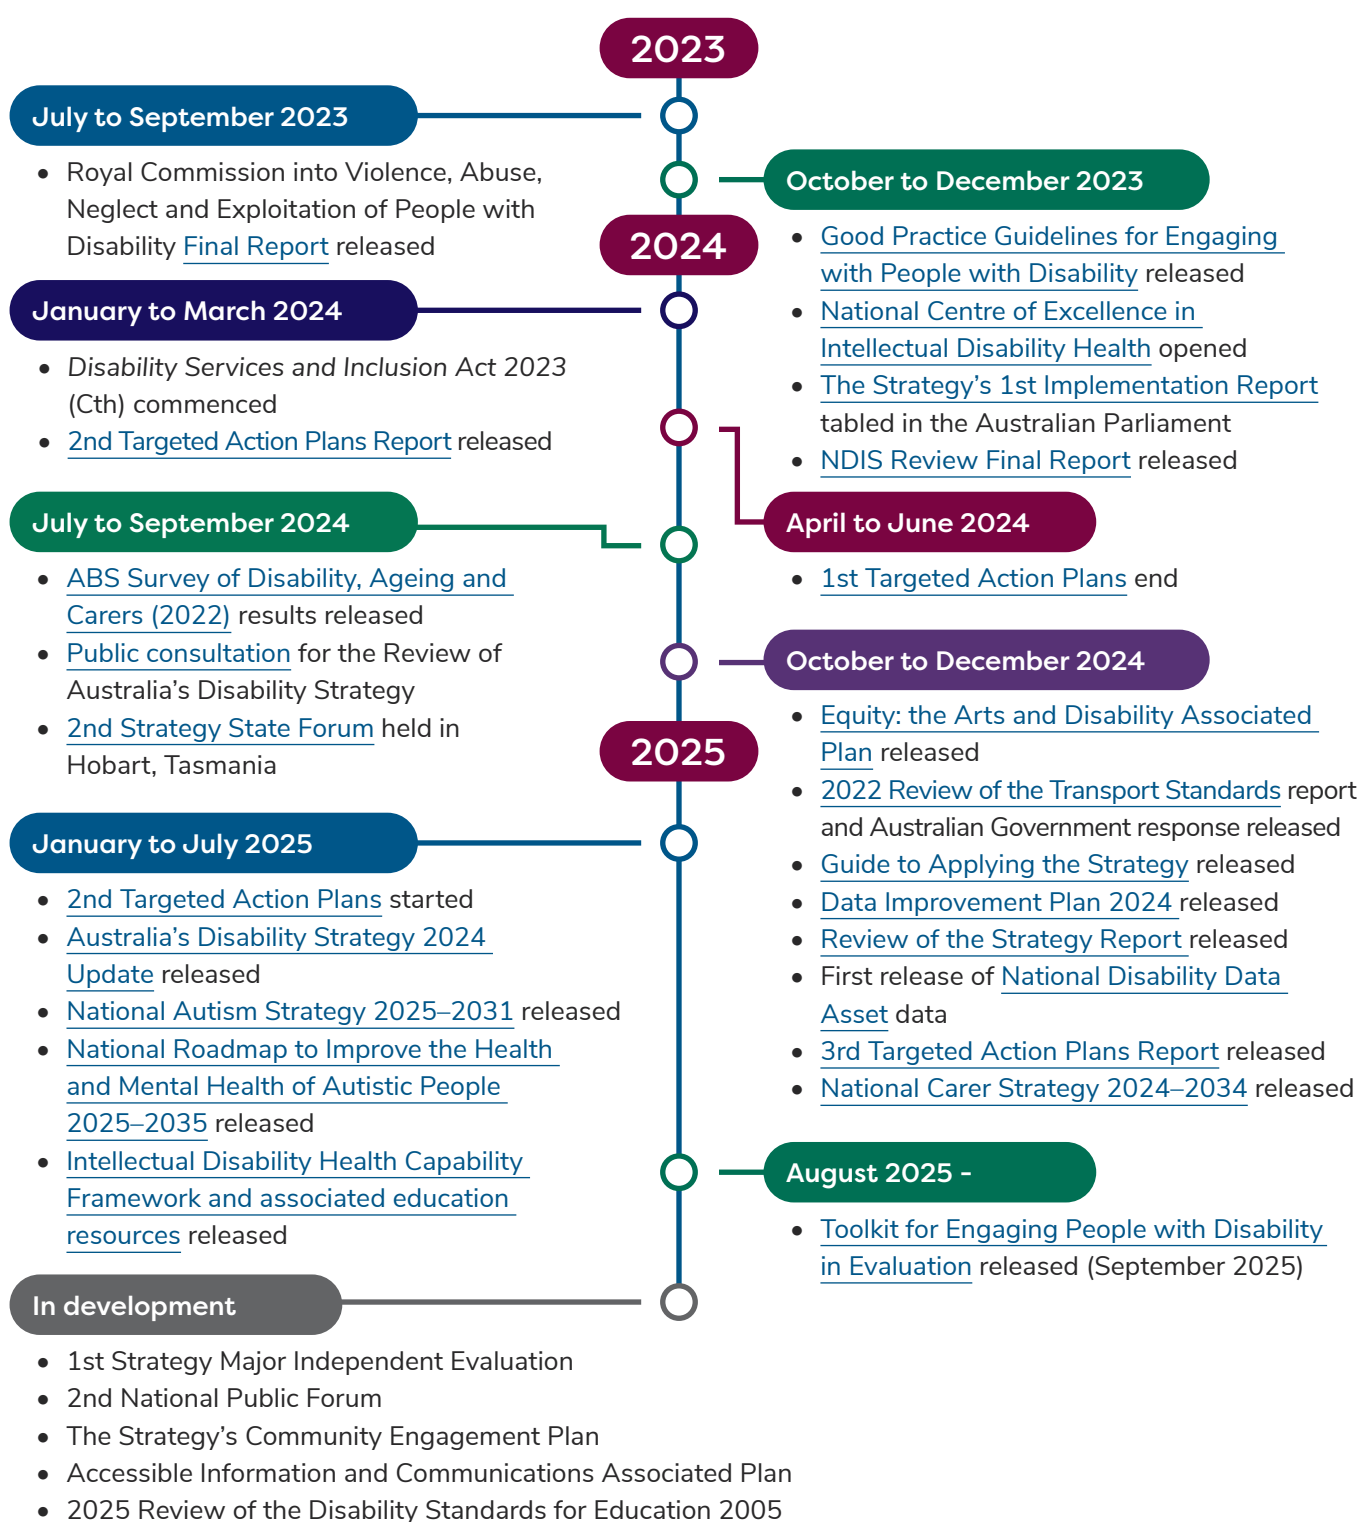 2023
July to September 2023
• Royal Commission into Violence, Abuse,
Neglect and Exploitation of People with
Disability Final Report released
October to December 2023
• Good Practice Guidelines for Engaging
with People with Disability released
• National Centre of Excellence in
Intellectual Disability Health opened
• The Strategy’s 1st Implementation Report
tabled in the Australian Parliament
• NDIS Review Final Report released
2024
January to March 2024
• Disability Services and Inclusion Act 2023
(Cth) commenced
• 2nd Targeted Action Plans Report released
April to June 2024
• 1st Targeted Action Plans end
July to September 2024
• ABS Survey of Disability, Ageing and
Carers (2022) results released
• Public consultation for the Review of
Australia’s Disability Strategy
• 2nd Strategy State Forum held in
Hobart, Tasmania
October to December 2024
• Equity: the Arts and Disability Associated
Plan released
• 2022 Review of the Transport Standards report
and Australian Government response released
• Guide to Applying the Strategy released
• Data Improvement Plan 2024 released
• Review of the Strategy Report released
• First release of National Disability Data
Asset data
• 3rd Targeted Action Plans Report released
• National Carer Strategy 2024–2034 released
2025
January to July 2025
• 2nd Targeted Action Plans started
• Australia’s Disability Strategy 2024
Update released
• National Autism Strategy 2025–2031 released
• National Roadmap to Improve the Health
and Mental Health of Autistic People
2025–2035 released
• Intellectual Disability Health Capability
Framework and associated education
resources released
August 2025 -
• Toolkit for Engaging People with Disability
in Evaluation released (September 2025)
In development
• 1st Strategy Major Independent Evaluation
• 2nd National Public Forum
• The Strategy’s Community Engagement Plan
• Accessible Information and Communications Associated Plan
• 2025 Review of the Disability Standards for Education 2005